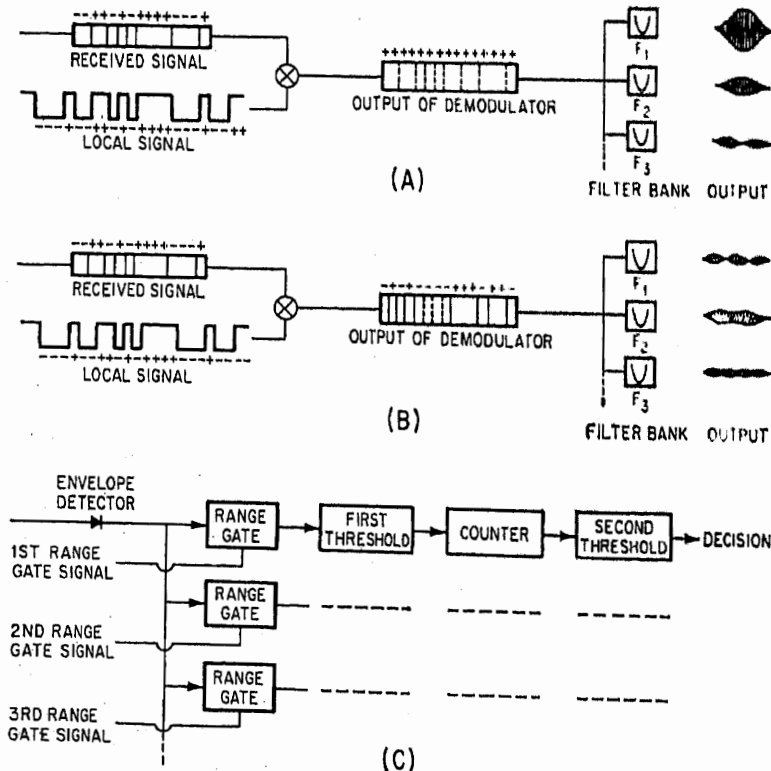 RECEIVED SIGNAL
LOCAL SIGNAL
OUTPUT OF DEMODULATOR
F1
F2
F3
FILTER BANK
OUTPUT
(A)
RECEIVED SIGNAL
LOCAL SIGNAL
OUTPUT OF DEMODULATOR
F1
F2
F3
FILTER BANK
OUTPUT
(B)
ENVELOPE
DETECTOR
RANGE
GATE
FIRST
THRESHOLD
COUNTER
SECOND
THRESHOLD
DECISION
1ST RANGE
GATE SIGNAL
RANGE
GATE
2ND RANGE
GATE SIGNAL
RANGE
GATE
3RD RANGE
GATE SIGNAL
(C)